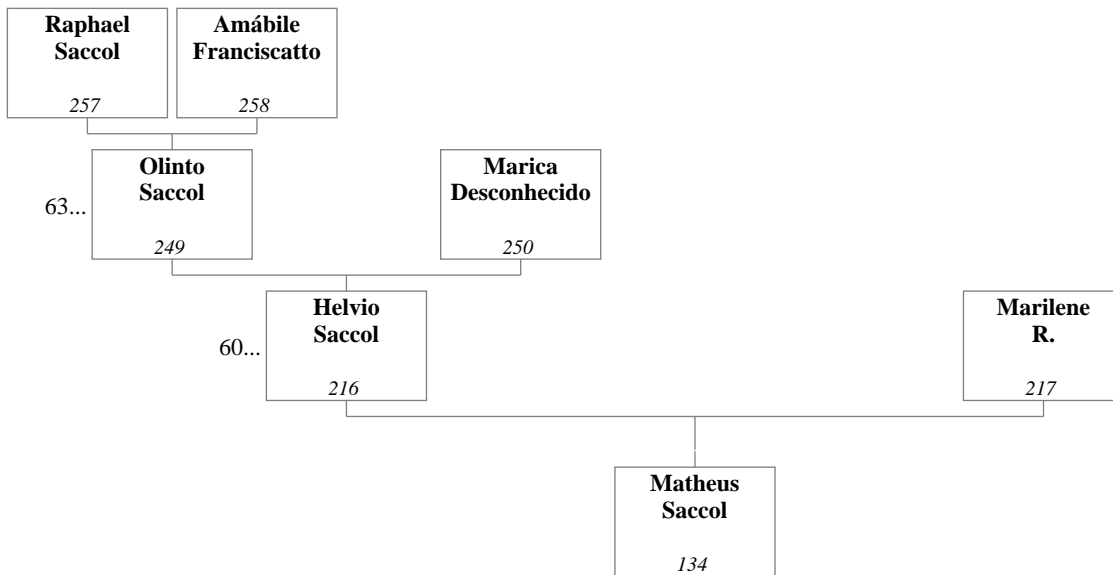 Raphael
Saccol
257
Amábile
Franciscatto
258
63...
Olinto
Saccol
249
Marica
Desconhecido
250
60...
Helvio
Saccol
216
Marilene
R.
217
Matheus
Saccol
134